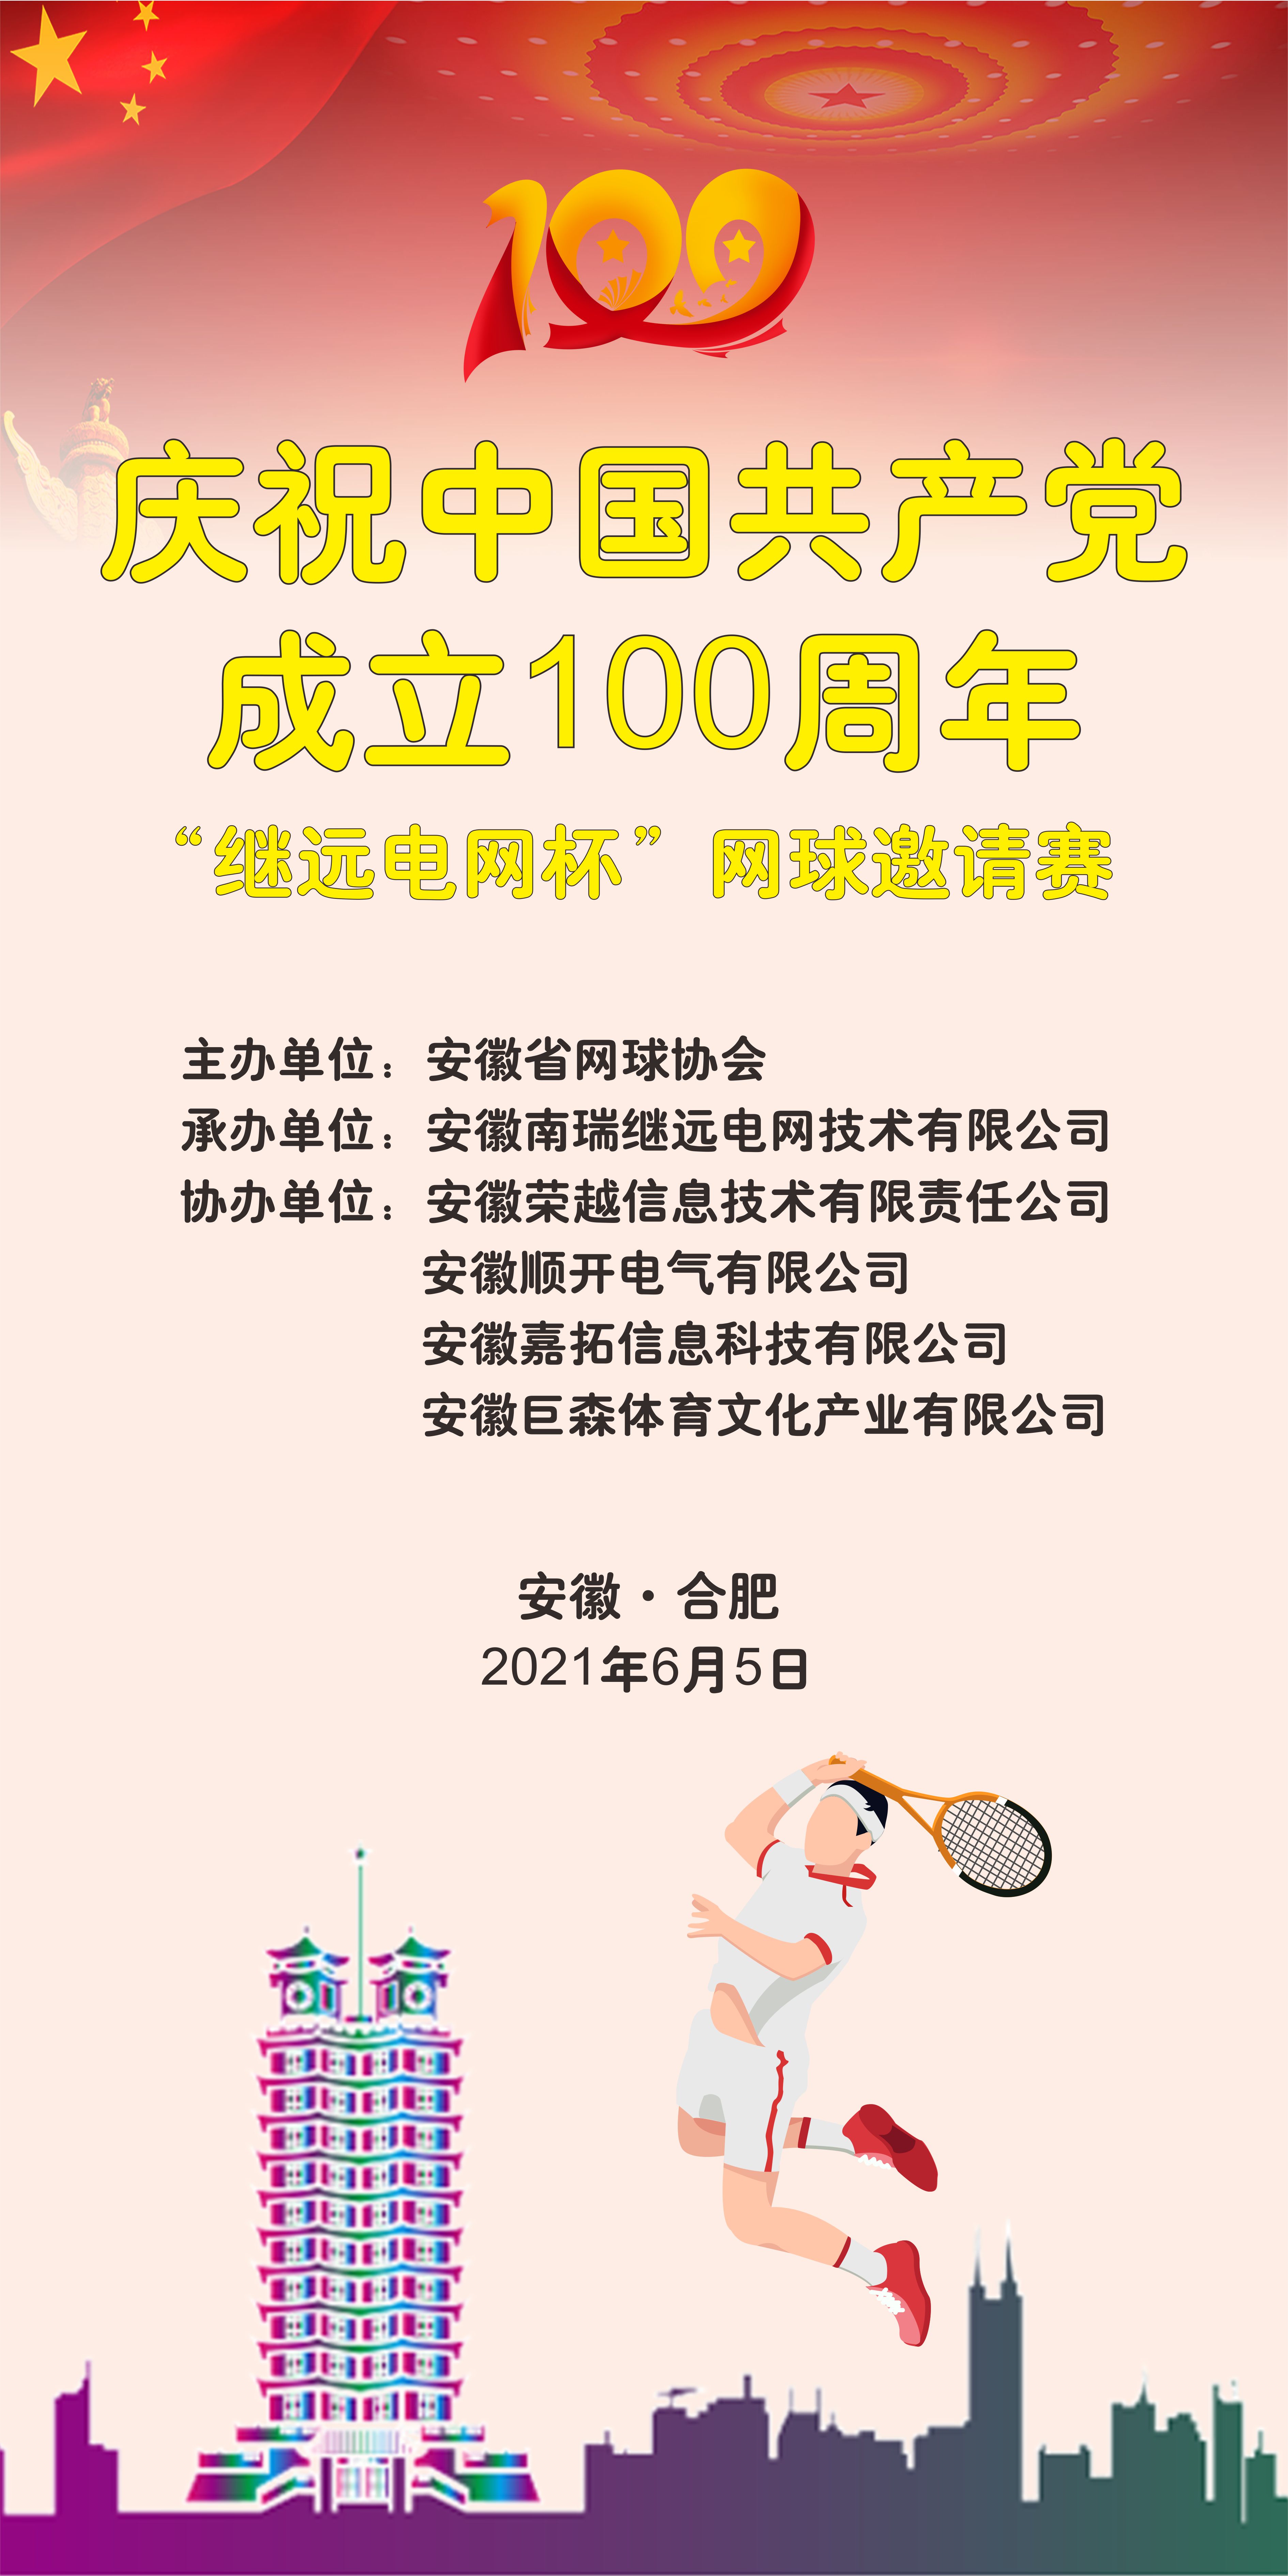 100
庆祝中国共产党
成立100周年
“继远电网杯”网球邀请赛
主办单位：安徽省网球协会
承办单位：安徽南瑞继远电网技术有限公司
协办单位：安徽荣越信息技术有限责任公司
安徽顺开电气有限公司
安徽嘉拓信息科技有限公司
安徽巨森体育文化产业有限公司
安徽·合肥
2021年6月5日